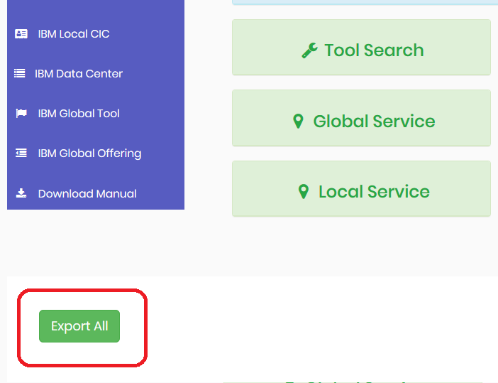 IBM Local CIC
IBM Data Center
IBM Global Tool
IBM Global Offering
Download Manual
Tool Search
Global Service
Local Service
Export All